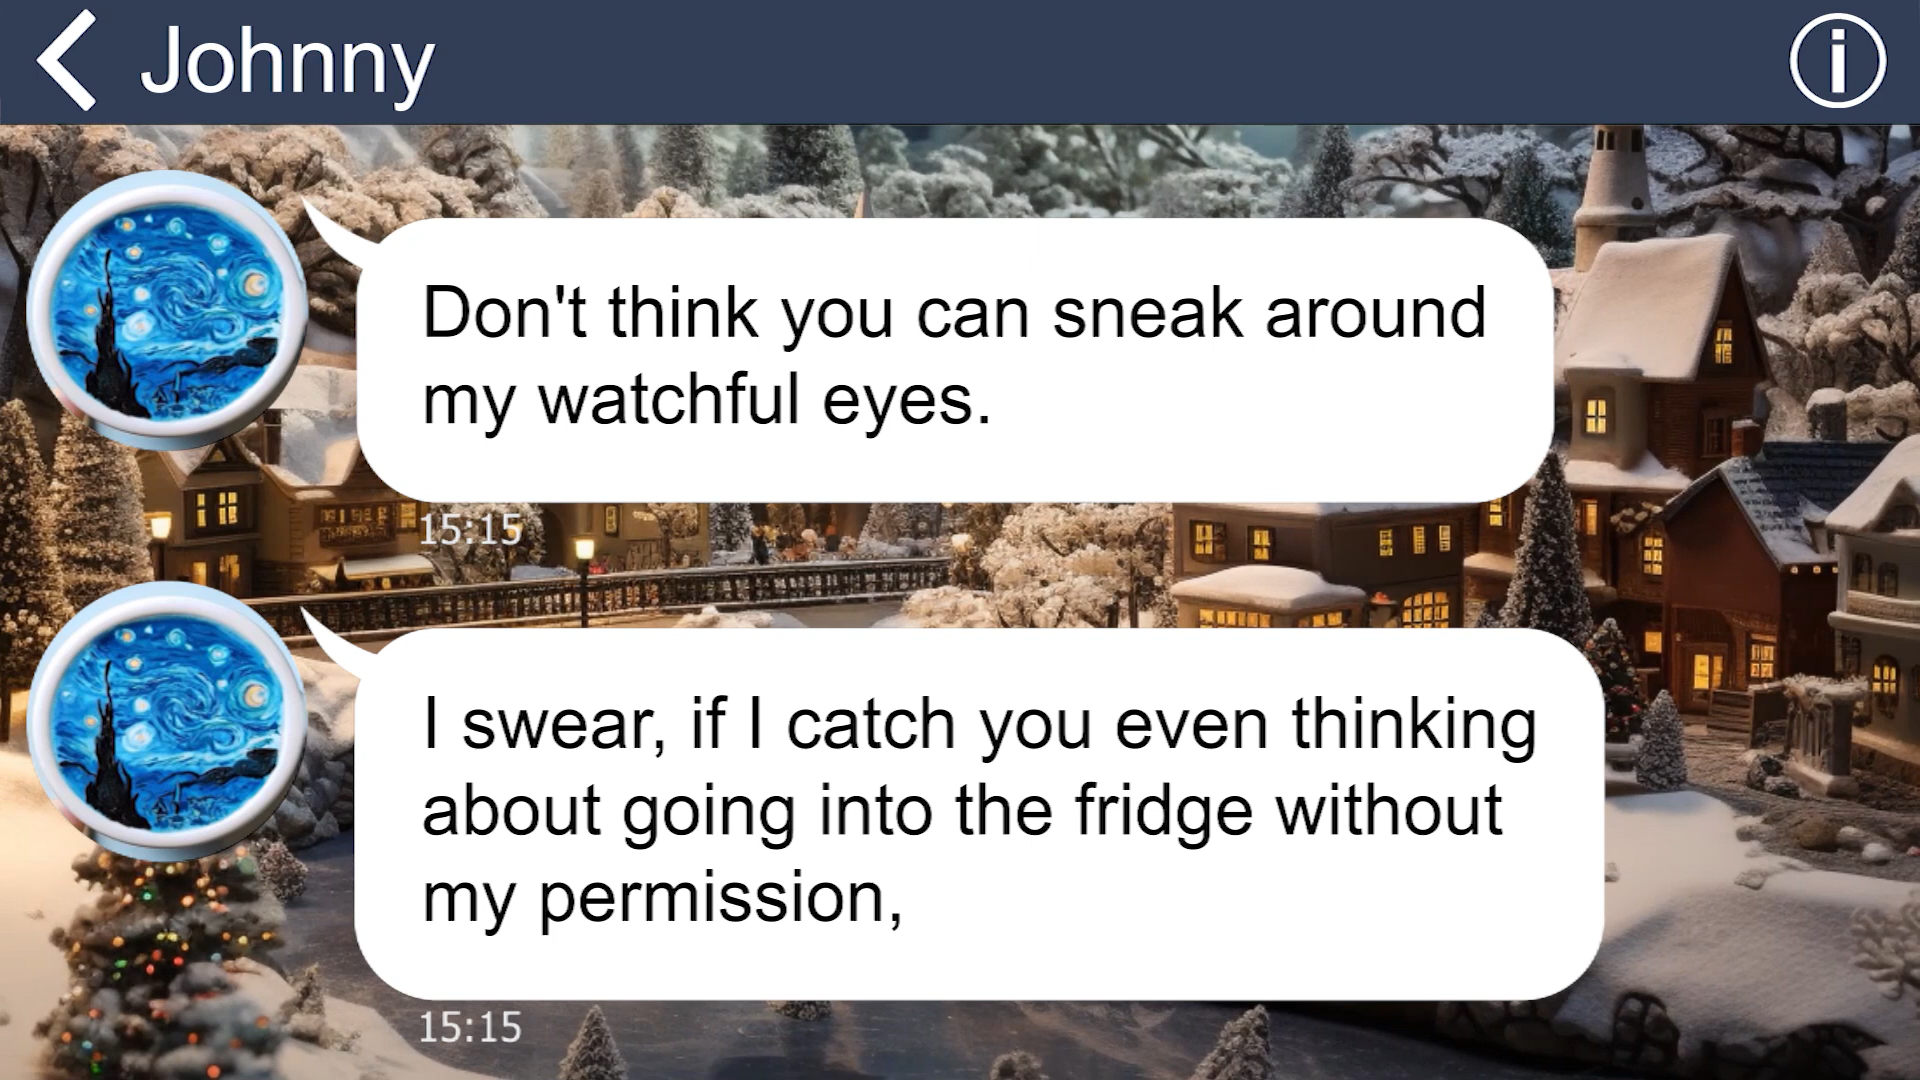 Johnny
Don't think you can sneak around
my watchful eyes.
15:15
I swear, if I catch you even thinking
about going into the fridge without
my permission,
15:15